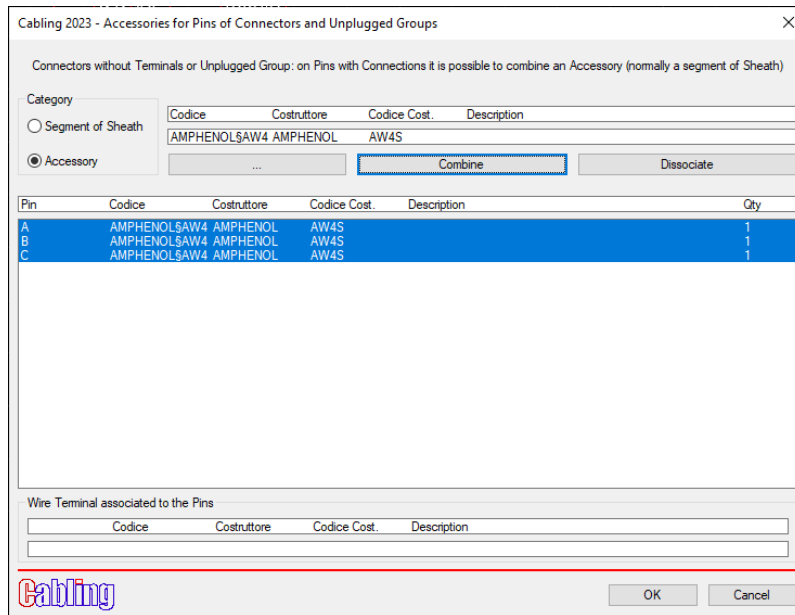 Cabling 2023 - Accessories for Pins of Connectors and Unplugged Groups
Connectors without Terminals or Unplugged Group: on Pins with Connections it is possible to combine an Accessory (normally a segment of Sheath)
Category
Segment of Sheath
Accessory
Codice Costruttore Codice Cost. Description
AMPHENOL§AW4 AMPHENOL AW4S
... Combine Dissociate
Pin Codice Costruttore Codice Cost. Description Qty
A AMPHENOL§AW4 AMPHENOL AW4S 1
B AMPHENOL§AW4 AMPHENOL AW4S 1
C AMPHENOL§AW4 AMPHENOL AW4S 1
Wire Terminal associated to the Pins
Codice Costruttore Codice Cost. Description
Cabling
OK Cancel